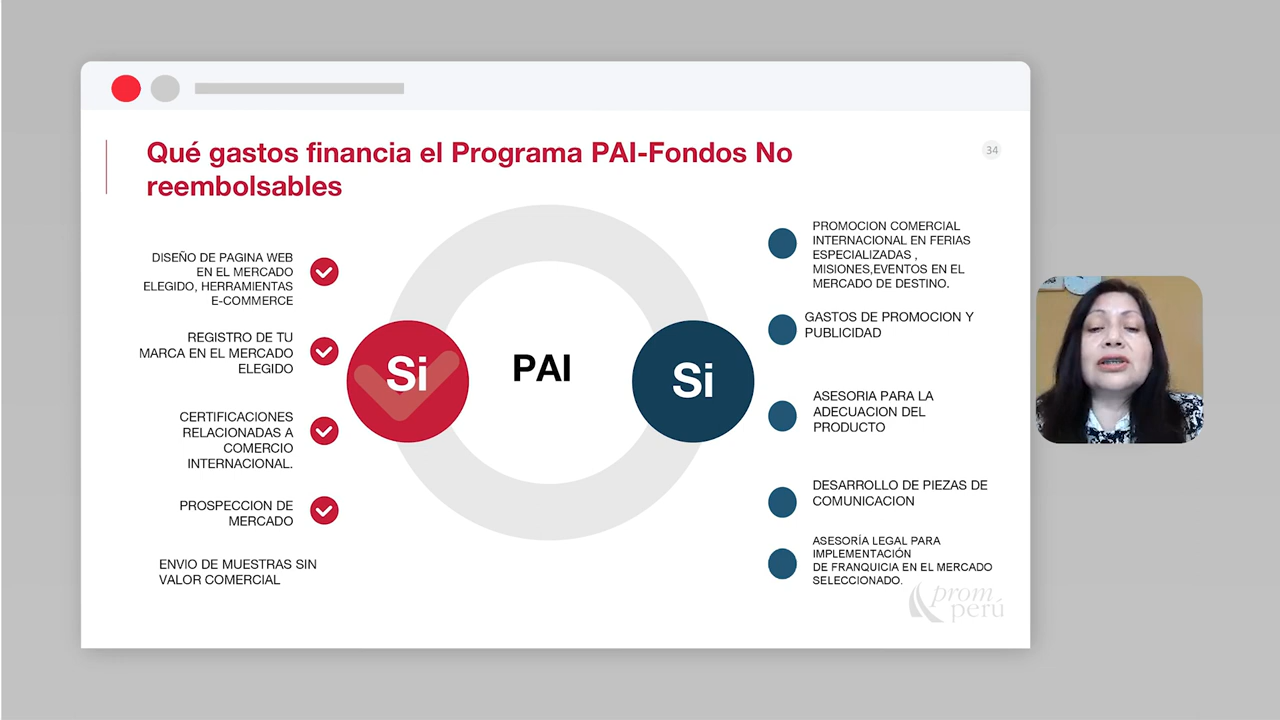 Qué gastos financia el Programa PAI-Fondos No
reembolsables
34
DISEÑO DE PAGINA WEB
EN EL MERCADO
ELEGIDO, HERRAMIENTAS
E-COMMERCE
REGISTRO DE TU
MARCA EN EL MERCADO
ELEGIDO
CERTIFICACIONES
RELACIONADAS A
COMERCIO
INTERNACIONAL.
PROSPECCION DE
MERCADO
ENVIO DE MUESTRAS SIN
VALOR COMERCIAL
Si
PAI
Si
PROMOCION COMERCIAL
INTERNACIONAL EN FERIAS
ESPECIALIZADAS ,
MISIONES,EVENTOS EN EL
MERCADO DE DESTINO.
GASTOS DE PROMOCION Y
PUBLICIDAD
ASESORIA PARA LA
ADECUACION DEL
PRODUCTO
DESARROLLO DE PIEZAS DE
COMUNICACION
ASESORÍA LEGAL PARA
IMPLEMENTACIÓN
DE FRANQUICIA EN EL MERCADO
SELECCIONADO.
prom
perú